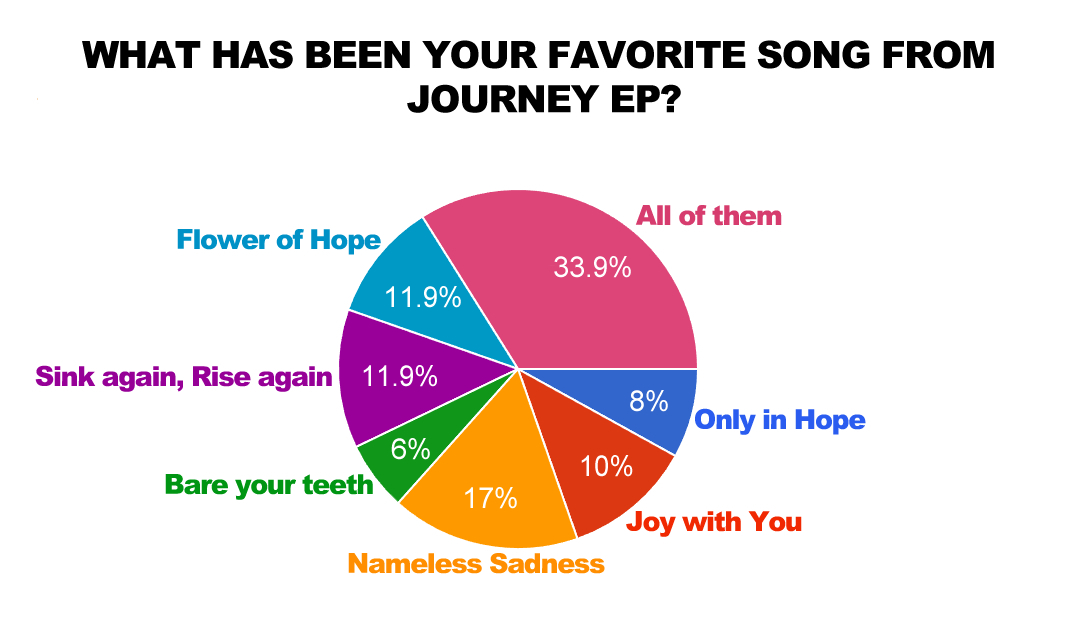 WHAT HAS BEEN YOUR FAVORITE SONG FROM
JOURNEY EP?
All of them
33.9%
Flower of Hope
11.9%
Sink again, Rise again
11.9%
8%
Only in Hope
Bare your teeth
6%
10%
Joy with You
17%
Nameless Sadness